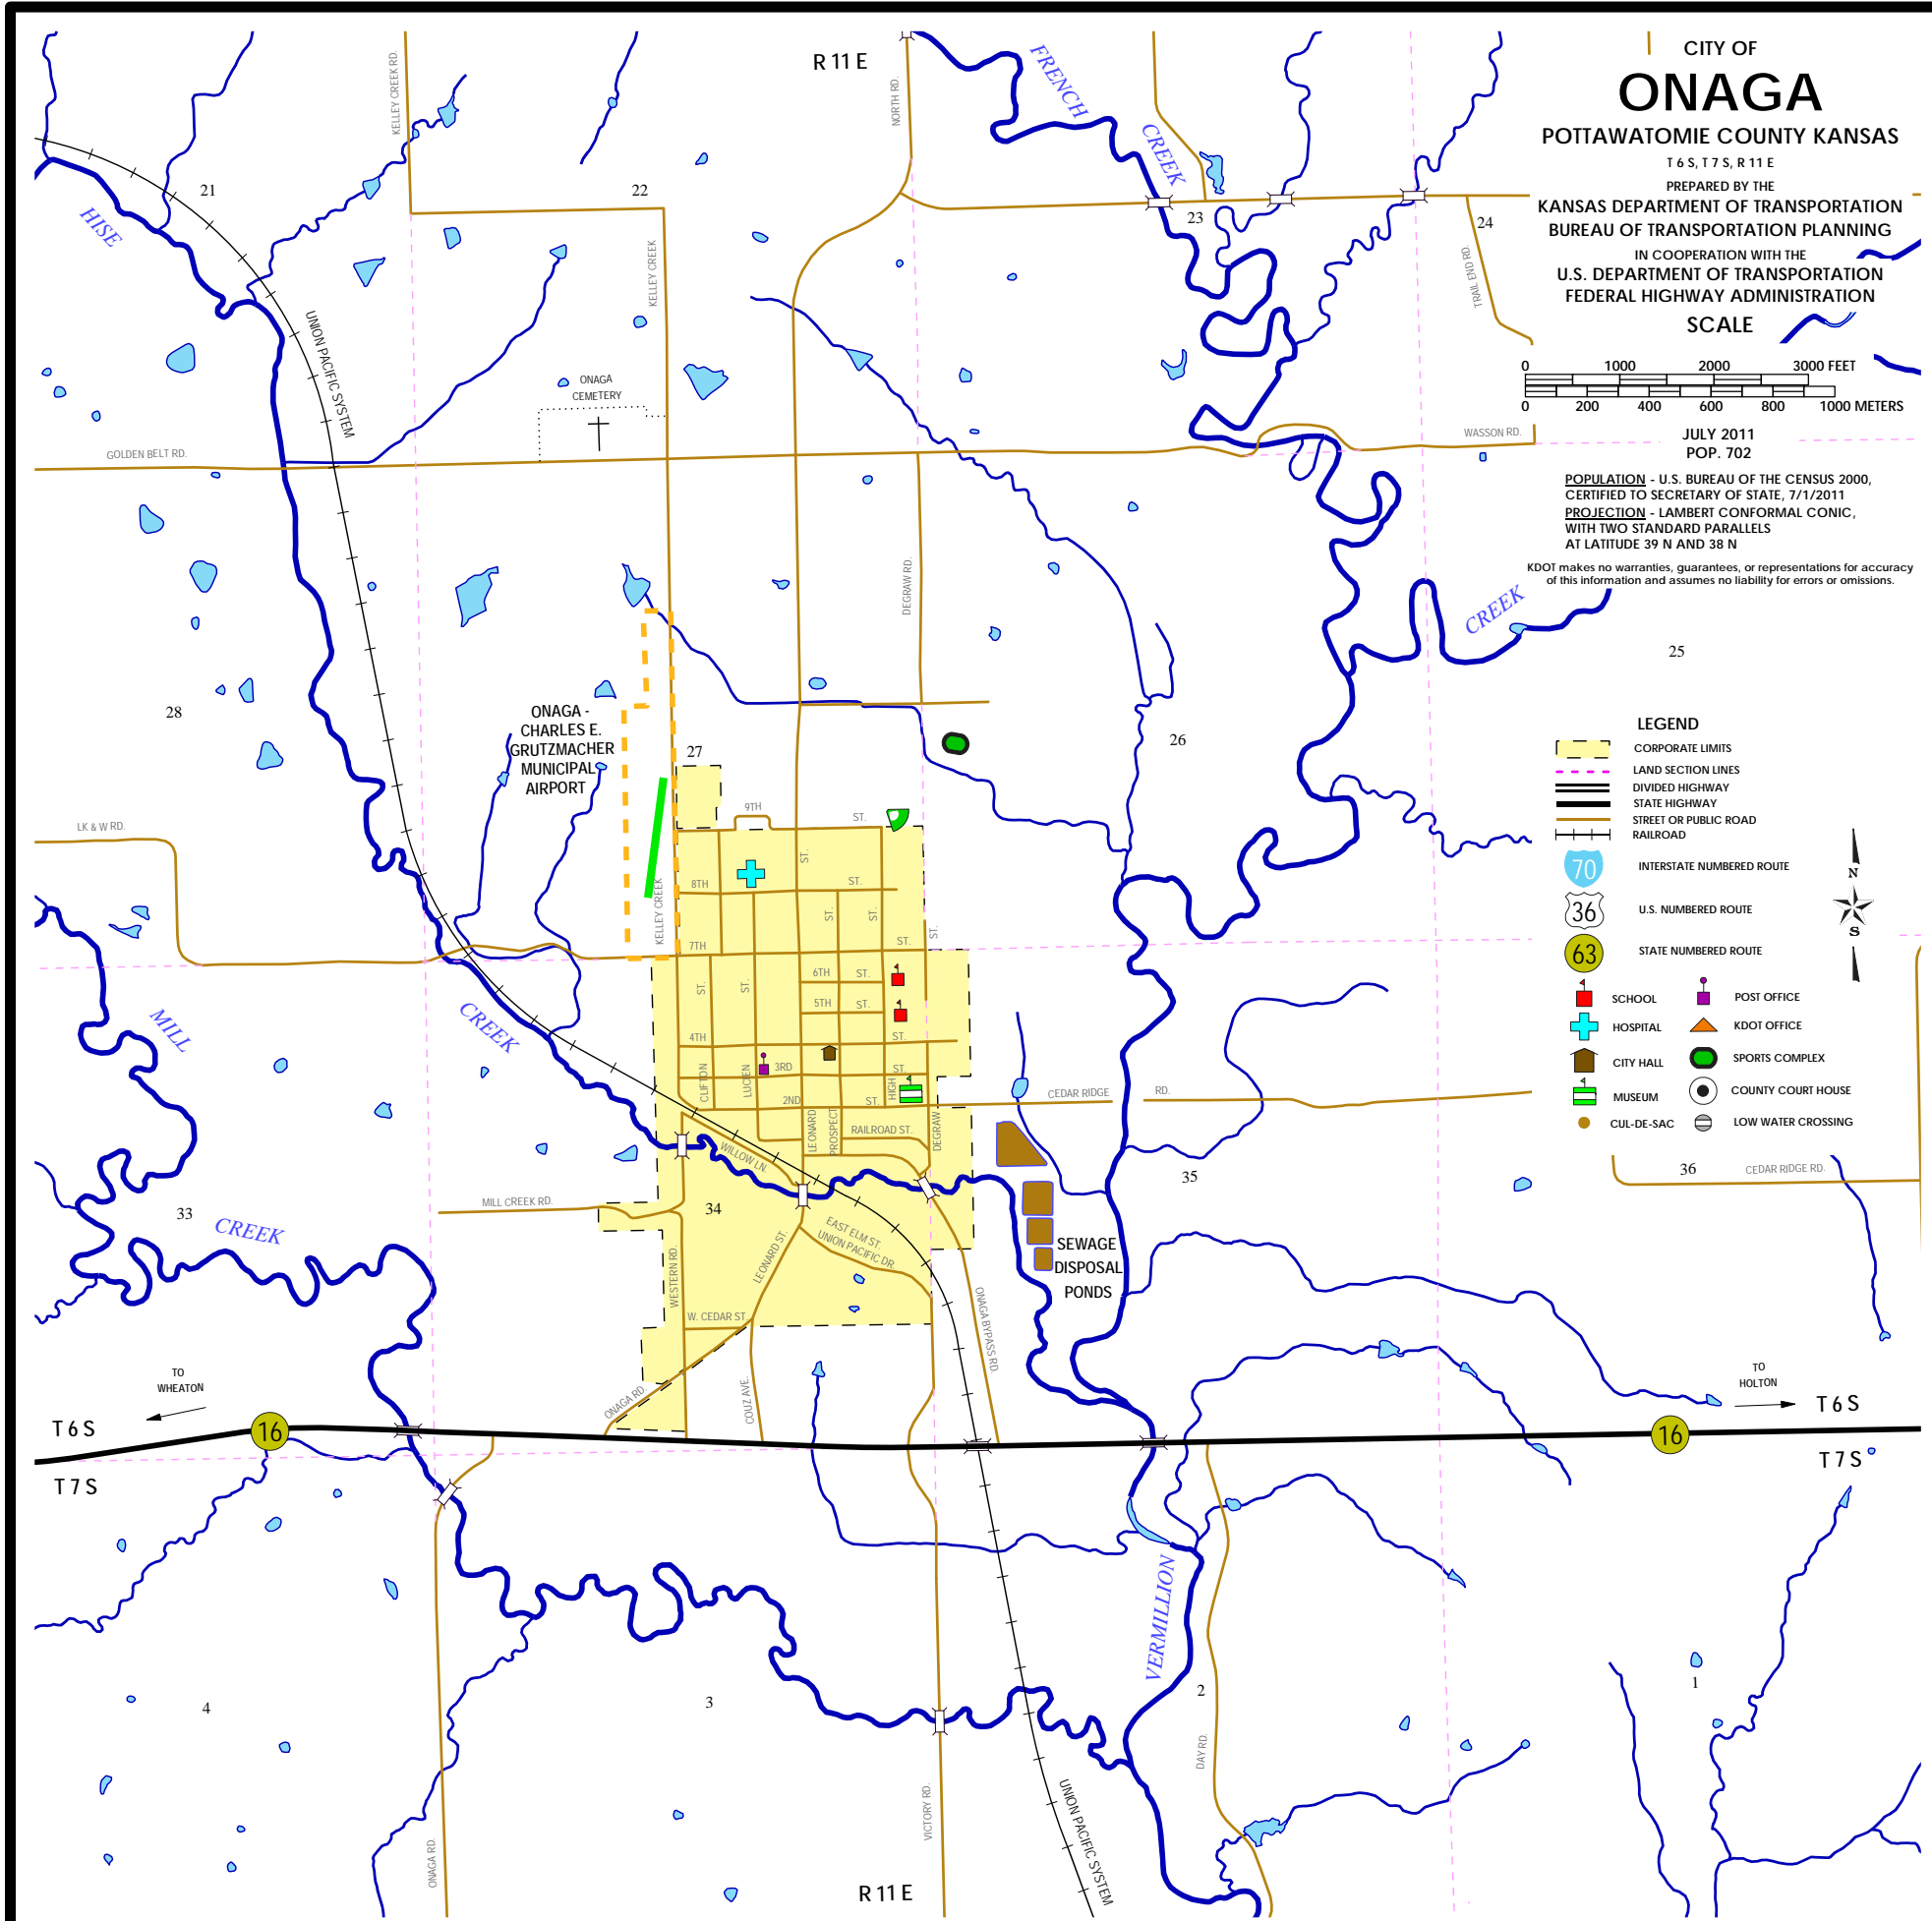 CITY OF
ONAGA
POTTAWATOMIE COUNTY KANSAS
T 6 S, T 7 S, R 11 E
PREPARED BY THE
KANSAS DEPARTMENT OF TRANSPORTATION
BUREAU OF TRANSPORTATION PLANNING
IN COOPERATION WITH THE
U.S. DEPARTMENT OF TRANSPORTATION
FEDERAL HIGHWAY ADMINISTRATION
SCALE
0 1000 2000 3000 FEET
0 200 400 600 800 1000 METERS
JULY 2011
POP. 702
POPULATION - U.S. BUREAU OF THE CENSUS 2000,
CERTIFIED TO SECRETARY OF STATE, 7/1/2011
PROJECTION - LAMBERT CONFORMAL CONIC,
WITH TWO STANDARD PARALLELS
AT LATITUDE 39 N AND 38 N
KDOT makes no warranties, guarantees, or representations for accuracy
of this information and assumes no liability for errors or omissions.
LEGEND
CORPORATE LIMITS
LAND SECTION LINES
DIVIDED HIGHWAY
STATE HIGHWAY
STREET OR PUBLIC ROAD
RAILROAD
70 INTERSTATE NUMBERED ROUTE
36 U.S. NUMBERED ROUTE
63 STATE NUMBERED ROUTE
N
S
SCHOOL
POST OFFICE
HOSPITAL
KDOT OFFICE
CITY HALL
SPORTS COMPLEX
MUSEUM
COUNTY COURT HOUSE
CUL-DE-SAC
LOW WATER CROSSING
R 11 E
FRENCH
CREEK
KELLEY CREEK RD.
NORTH RD.
21
22
23
24
HISE
KELLEY CREEK
TRAIL END RD.
UNION PACIFIC SYSTEM
ONAGA
CEMETERY
GOLDEN BELT RD.
WASSON RD.
DEGRAW RD.
CREEK
25
28
ONAGA -
CHARLES E.
GRUTZMACHER
MUNICIPAL
AIRPORT
27
26
LK & W RD.
9TH
ST.
ST.
8TH
ST.
KELLEY CREEK
ST.
ST.
ST.
7TH
ST.
6TH
ST.
ST.
ST.
5TH
ST.
4TH
ST.
3RD
ST.
CLIFTON
LUCIEN
HIGH
2ND
ST.
CEDAR RIDGE
RD.
LEONARD
PROSPECT
RAILROAD ST.
DEGRAW
WILLOW LN.
MILL
CREEK
CREEK
33
MILL CREEK RD.
34
35
36
CEDAR RIDGE RD.
EAST ELM ST.
UNION PACIFIC DR
LEONARD ST.
WESTERN RD.
W. CEDAR ST.
ONAGA BYPASS RD.
SEWAGE
DISPOSAL
PONDS
TO
WHEATON
TO
HOLTON
ONAGA RD.
COUZ AVE.
T 6 S
16
16
T 6 S
T 7 S
T 7 S
VERMILLION
4
3
2
1
DAY RD.
VICTORY RD.
ONAGA RD.
UNION PACIFIC SYSTEM
R 11 E